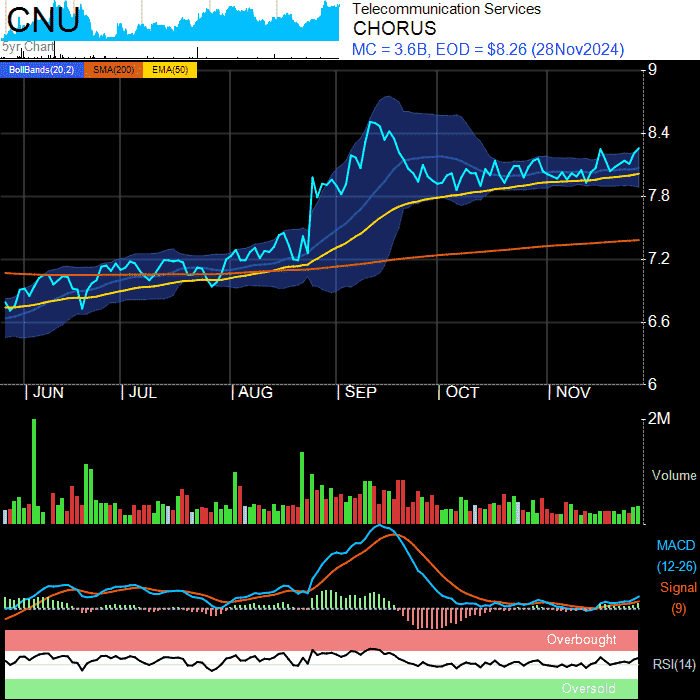 CNU
5yr Chart
Telecommunication Services
CHORUS
MC = 3.6B, EOD = $8.26 (28Nov2024)
BollBands(20,2) SMA(200) EMA(50)
9
8.4
7.8
7.2
6.6
6
JUN JUL AUG SEP OCT NOV
2M
Volume
MACD
(12-26)
Signal
(9)
Overbought
RSI(14)
Oversold